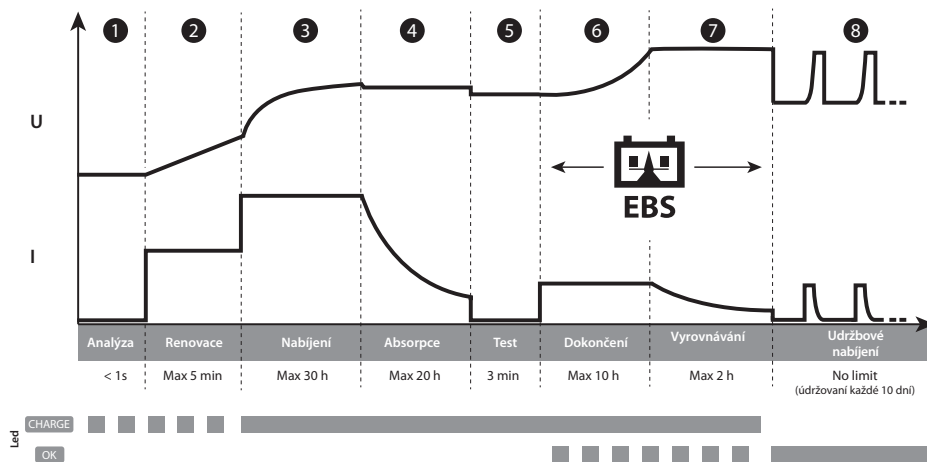 1 2 3 4 5 6 7 8
U
EBS
I
Analýza Renovace Nabíjení Absorpce Test Dokončení Vyrovnávání Udržbové
nabíjení
< 1s Max 5 min Max 30 h Max 20 h 3 min Max 10 h Max 2 h No limit
(údržovaní každé 10 dní)
Led
CHARGE
OK